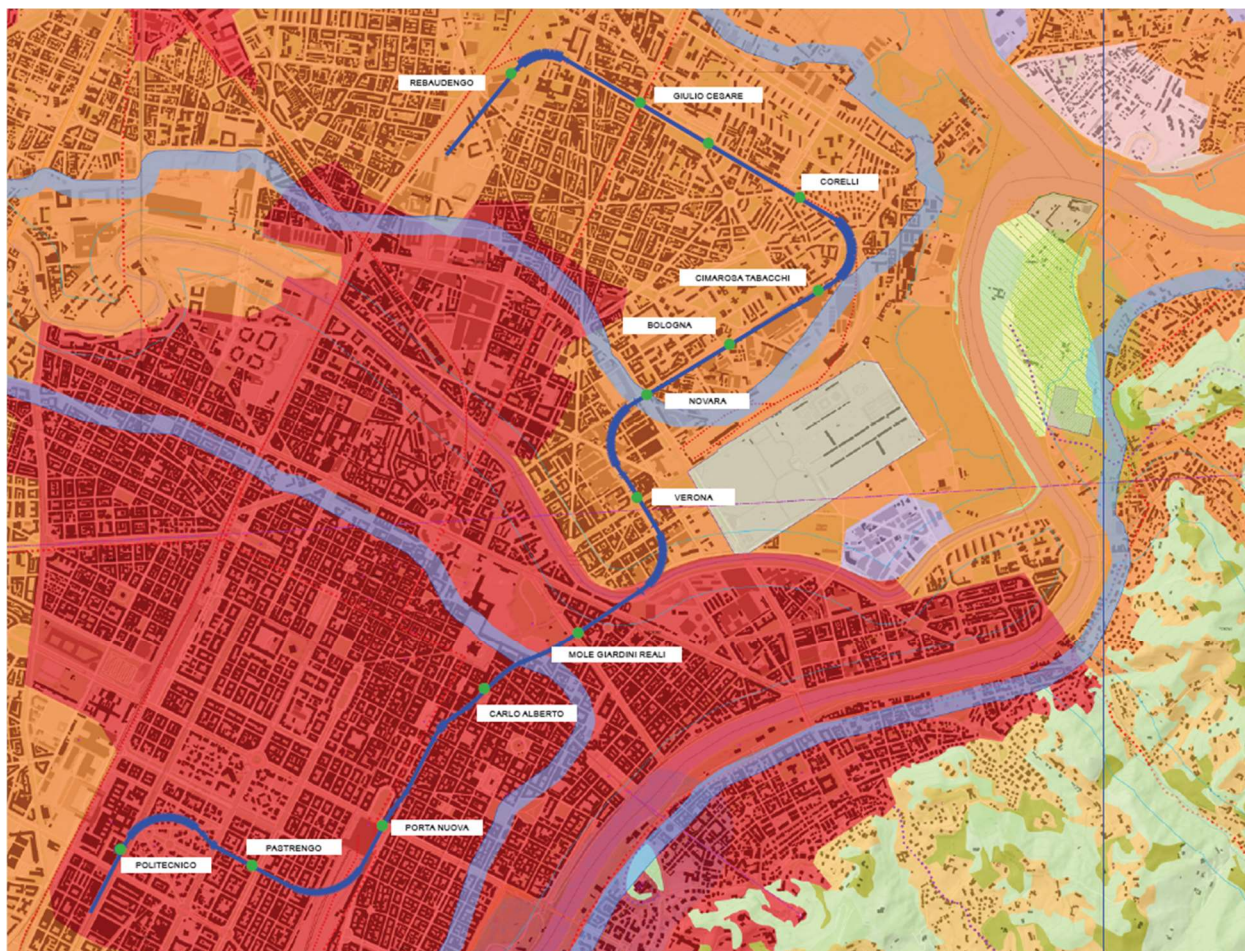 REBAUDENGO
GIULIO CESARE
CORELLI
CIMAROSA TABACCHI
BOLOGNA
NOVARA
VERONA
MOLE GIARDINI REALI
CARLO ALBERTO
PORTA NUOVA
PASTRENGO
POLITECNICO